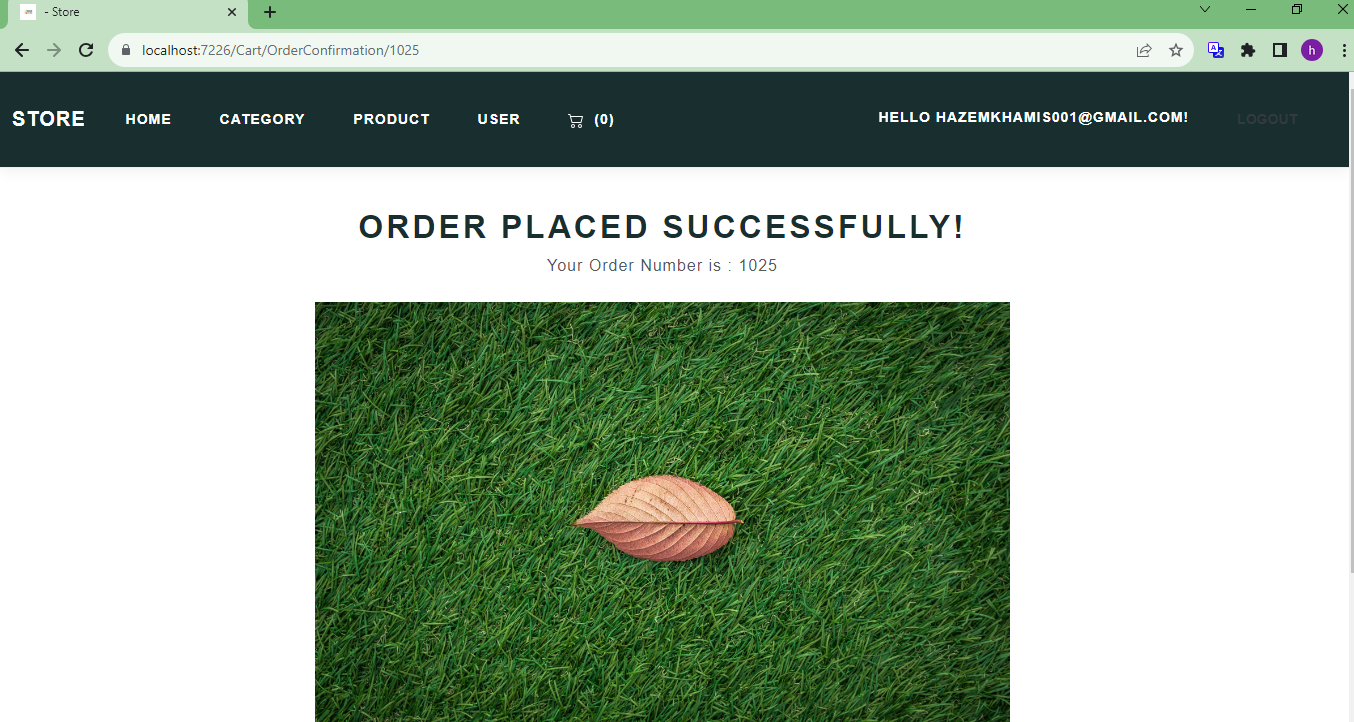 - Store
localhost:7226/Cart/OrderConfirmation/1025
h
STORE HOME CATEGORY PRODUCT USER (0) HELLO HAZEMKHAMIS001@GMAIL.COM! LOGOUT
ORDER PLACED SUCCESSFULLY!
Your Order Number is : 1025